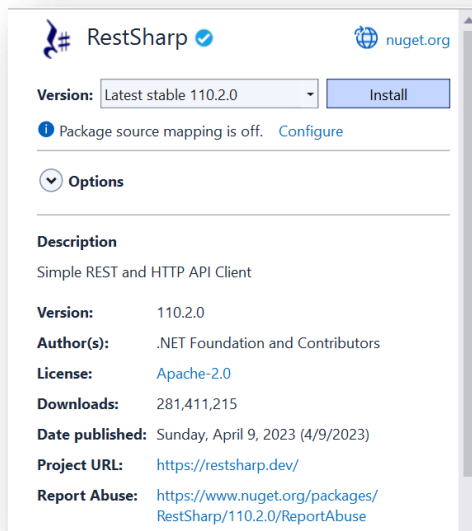 RestSharp
nuget.org
Version: Latest stable 110.2.0 Install
Package source mapping is off. Configure
Options
Description
Simple REST and HTTP API Client
Version: 110.2.0
Author(s): .NET Foundation and Contributors
License: Apache-2.0
Downloads: 281,411,215
Date published: Sunday, April 9, 2023 (4/9/2023)
Project URL: https://restsharp.dev/
Report Abuse: https://www.nuget.org/packages/
RestSharp/110.2.0/ReportAbuse